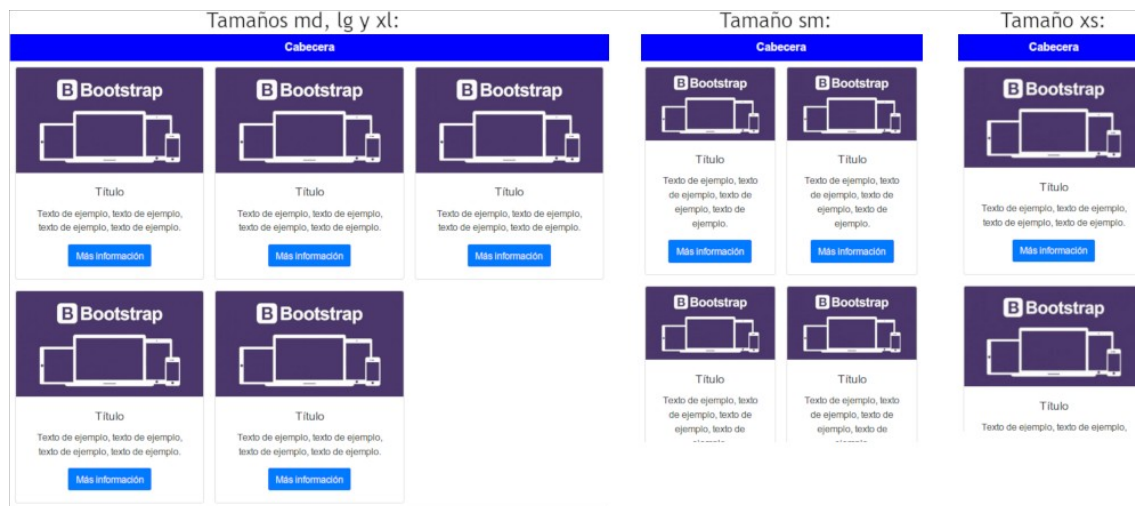 Tamaños md, lg y xl:
Cabecera
B Bootstrap
B Bootstrap
B Bootstrap
Título
Título
Título
Texto de ejemplo, texto de ejemplo,
texto de ejemplo, texto de ejemplo.
Texto de ejemplo, texto de ejemplo,
texto de ejemplo, texto de ejemplo.
Texto de ejemplo, texto de ejemplo,
texto de ejemplo, texto de ejemplo.
Más información
Más información
Más información
B Bootstrap
B Bootstrap
Título
Título
Texto de ejemplo, texto de ejemplo,
texto de ejemplo, texto de ejemplo.
Texto de ejemplo, texto de ejemplo,
texto de ejemplo, texto de ejemplo.
Más información
Más información
Tamaño sm:
Cabecera
B Bootstrap
B Bootstrap
Título
Título
Texto de ejemplo, texto
de ejemplo, texto de
ejemplo, texto de
ejemplo.
Texto de ejemplo, texto
de ejemplo, texto de
ejemplo, texto de
ejemplo.
Más información
Más información
B Bootstrap
B Bootstrap
Título
Título
Texto de ejemplo, texto
de ejemplo, texto de
ejemplo, texto de
Texto de ejemplo, texto
de ejemplo, texto de
ejemplo, texto de
Tamaño xs:
Cabecera
B Bootstrap
Título
Texto de ejemplo, texto de ejemplo,
texto de ejemplo, texto de ejemplo.
Más información
B Bootstrap
Título
Texto de ejemplo, texto de ejemplo,